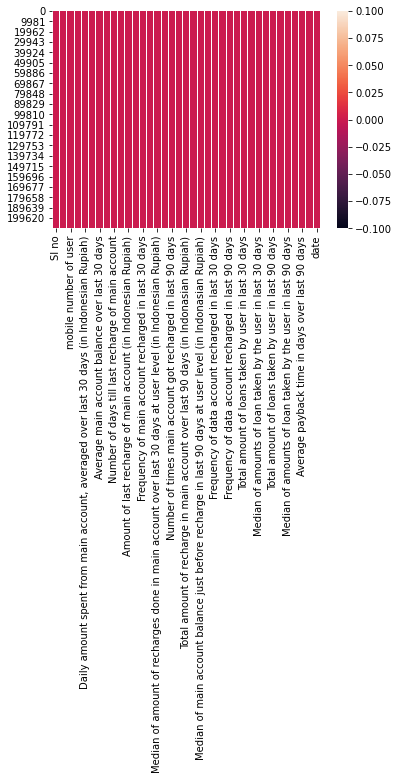 0
9981
19962
29943
39924
49905
59886
69867
79848
89829
99810
109791
119772
129753
139734
149715
159696
169677
179658
189639
199620
0.100
0.075
0.050
0.025
0.000
−0.025
−0.050
−0.075
−0.100
Sl no
mobile number of user
Daily amount spent from main account, averaged over last 30 days (in Indonesian Rupiah)
Average main account balance over last 30 days
Number of days till last recharge of main account
Amount of last recharge of main account (in Indonesian Rupiah)
Frequency of main account recharged in last 30 days
Median of amount of recharges done in main account over last 30 days at user level (in Indonesian Rupiah)
Number of times main account got recharged in last 90 days
Total amount of recharge in main account over last 90 days (in Indonasian Rupiah)
Median of main account balance just before recharge in last 90 days at user level (in Indonasian Rupiah)
Frequency of data account recharged in last 30 days
Frequency of data account recharged in last 90 days
Total amount of loans taken by user in last 30 days
Median of amounts of loan taken by the user in last 30 days
Total amount of loans taken by user in last 90 days
Median of amounts of loan taken by the user in last 90 days
Average payback time in days over last 90 days
date